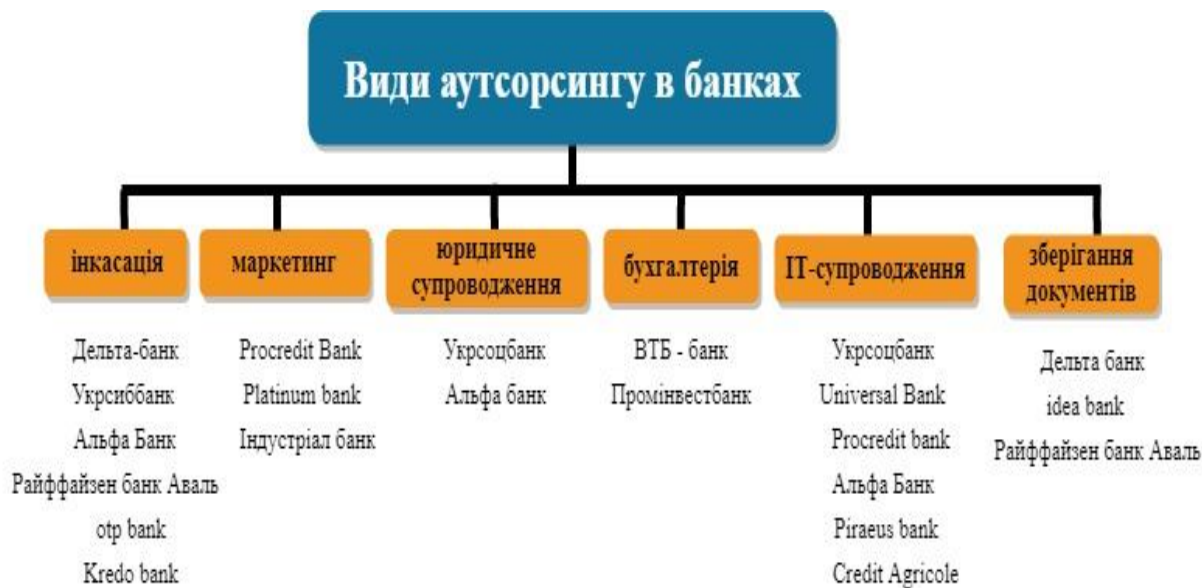 Види аутсорсингу в банках
інкасація
Дельта-банк
Укрсиббанк
Альфа Банк
Райффайзен банк Аваль
otp bank
Kredo bank
маркетинг
Procredit Bank
Platinum bank
Індустріал банк
юридичне
супроводження
Укрсоцбанк
Альфа банк
бухгалтерія
ВТБ - банк
Промінвестбанк
ІТ-супроводження
Укрсоцбанк
Universal Bank
Procredit bank
Альфа Банк
Piraeus bank
Credit Agricole
зберігання
документів
Дельта банк
idea bank
Райффайзен банк Аваль